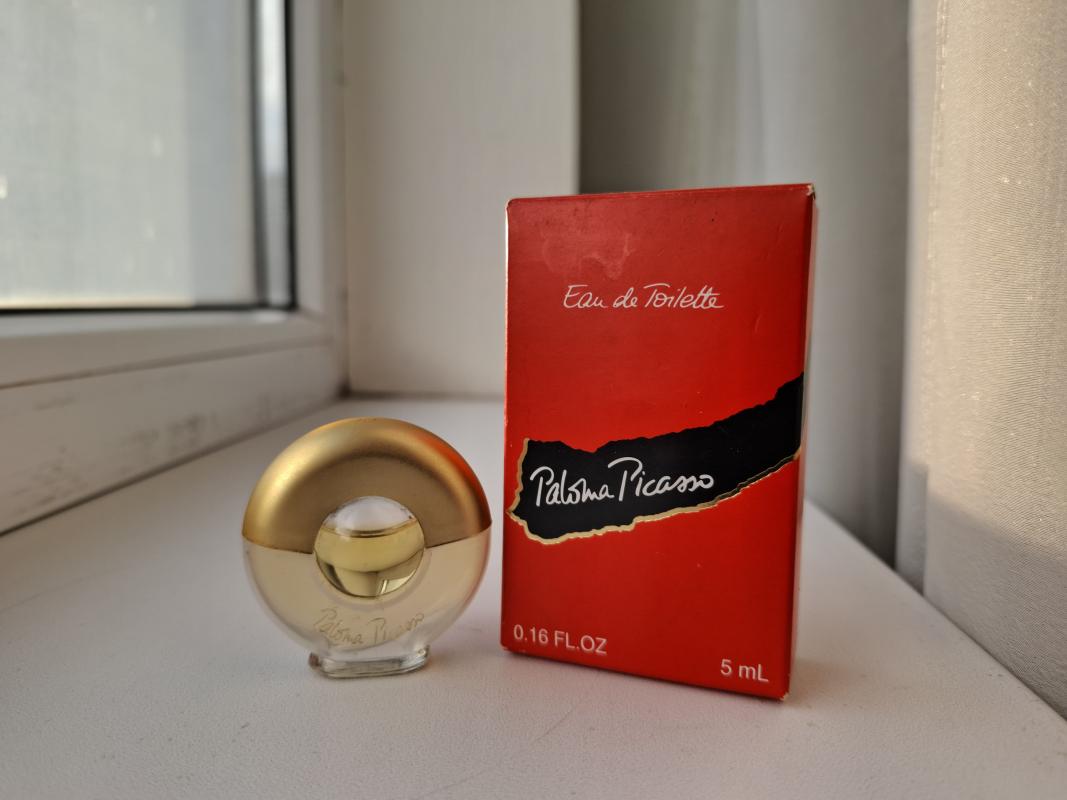 Eau de Toilette
Paloma Picasso
0.16 FL.OZ
5 mL
Paloma Picasso